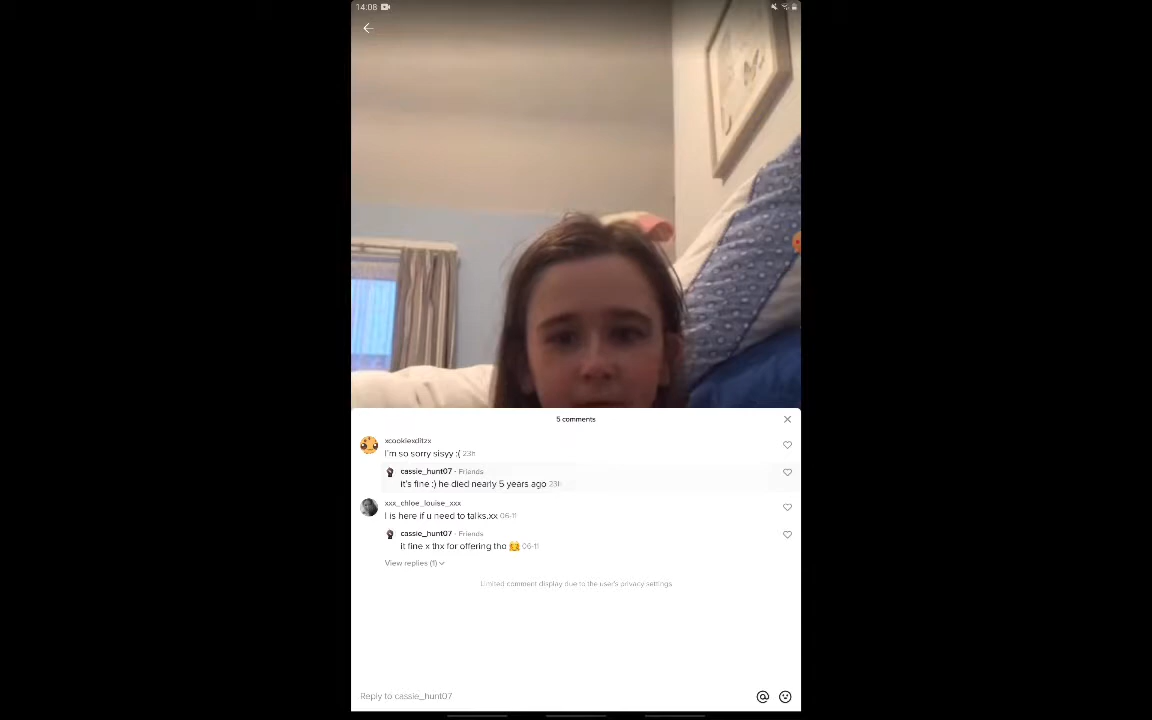 14:08
5 comments
xcookiexditzx
I'm so sorry sisyy :( 23h
cassie_hunt07 · Friends
it's fine :) he died nearly 5 years ago 23h
xxx_chloe_louise_xxx
I is here if u need to talks.xx 06-11
cassie_hunt07 · Friends
it fine x thx for offering tho 06-11
View replies (1)
Limited comment display due to the user's privacy settings
Reply to cassie_hunt07